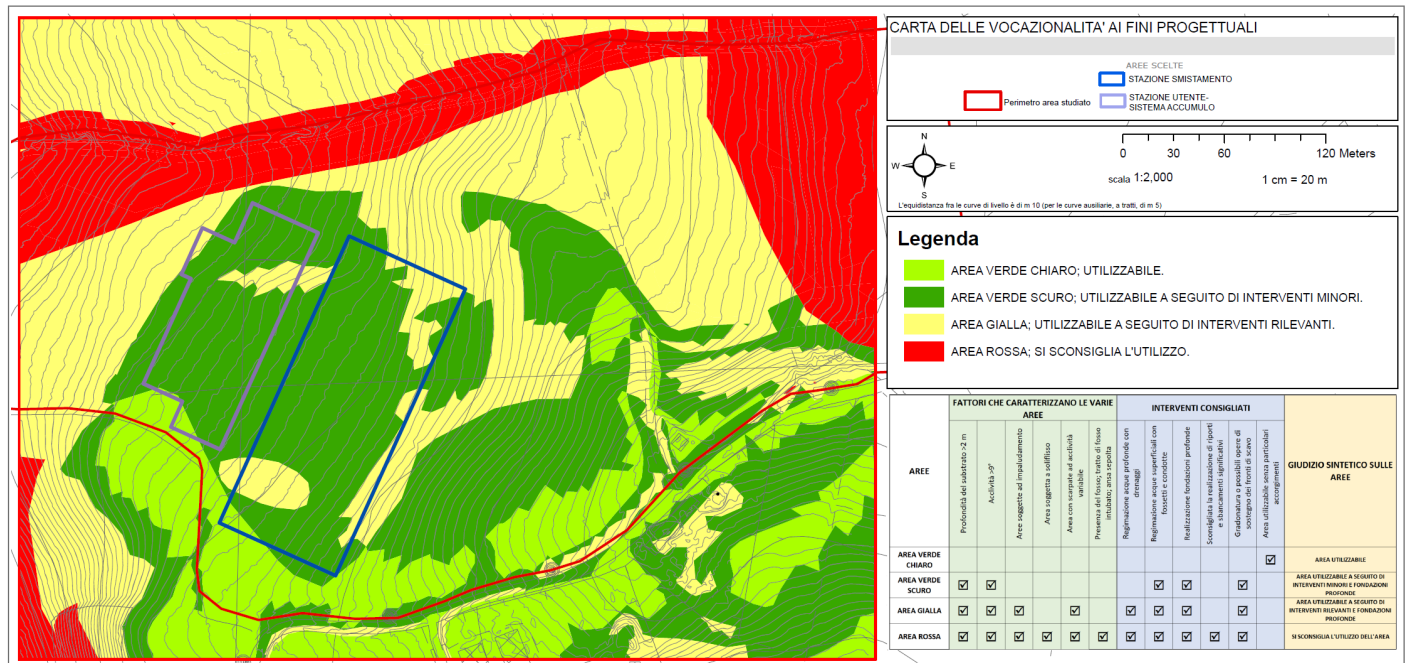 CARTA DELLE VOCAZIONALITA' AI FINI PROGETTUALI
AREE SCELTE
STAZIONE SMISTAMENTO
Perimetro area studiato
STAZIONE UTENTE-
SISTEMA ACCUMULO
N
W
E
S
0 30 60 120 Meters
scala 1:2,000
1 cm = 20 m
L'equidistanza fra le curve di livello è di m 10 (per le curve ausiliarie, a tratti, di m 5)
Legenda
AREA VERDE CHIARO; UTILIZZABILE.
AREA VERDE SCURO; UTILIZZABILE A SEGUITO DI INTERVENTI MINORI.
AREA GIALLA; UTILIZZABILE A SEGUITO DI INTERVENTI RILEVANTI.
AREA ROSSA; SI SCONSIGLIA L'UTILIZZO.
AREE
FATTORI CHE CARATTERIZZANO LE VARIE
AREE
INTERVENTI CONSIGLIATI
GIUDIZIO SINTETICO SULLE
AREE
Profondità del substrato >2 m
Acclività >9°
Aree soggette ad impaludamento
Area soggetta a soliflusso
Area con scarpate ad acclività
variabile
Presenza del fosso; tratto di fosso
intubato; ansa sepolta
Regimazione acque profonde con
drenaggi
Regimazione acque superficiali con
fossetti e condotte
Realizzazione fondazioni profonde
Sconsigliata la realizzazione di riporti
e sbancamenti significativi
Gradonatura o possibili opere di
sostegno dei fronti di scavo
Area utilizzabile senza particolari
accorgimenti
AREA VERDE
CHIARO
☑
AREA UTILIZZABILE
AREA VERDE
SCURO
☑ ☑ ☑ ☑ ☑
AREA UTILIZZABILE A SEGUITO DI
INTERVENTI MINORI E FONDAZIONI
PROFONDE
AREA GIALLA
☑ ☑ ☑ ☑ ☑ ☑ ☑ ☑
AREA UTILIZZABILE A SEGUITO DI
INTERVENTI RILEVANTI E FONDAZIONI
PROFONDE
AREA ROSSA
☑ ☑ ☑ ☑ ☑ ☑ ☑ ☑ ☑ ☑ ☑
SI SCONSIGLIA L'UTILIZZO DELL'AREA